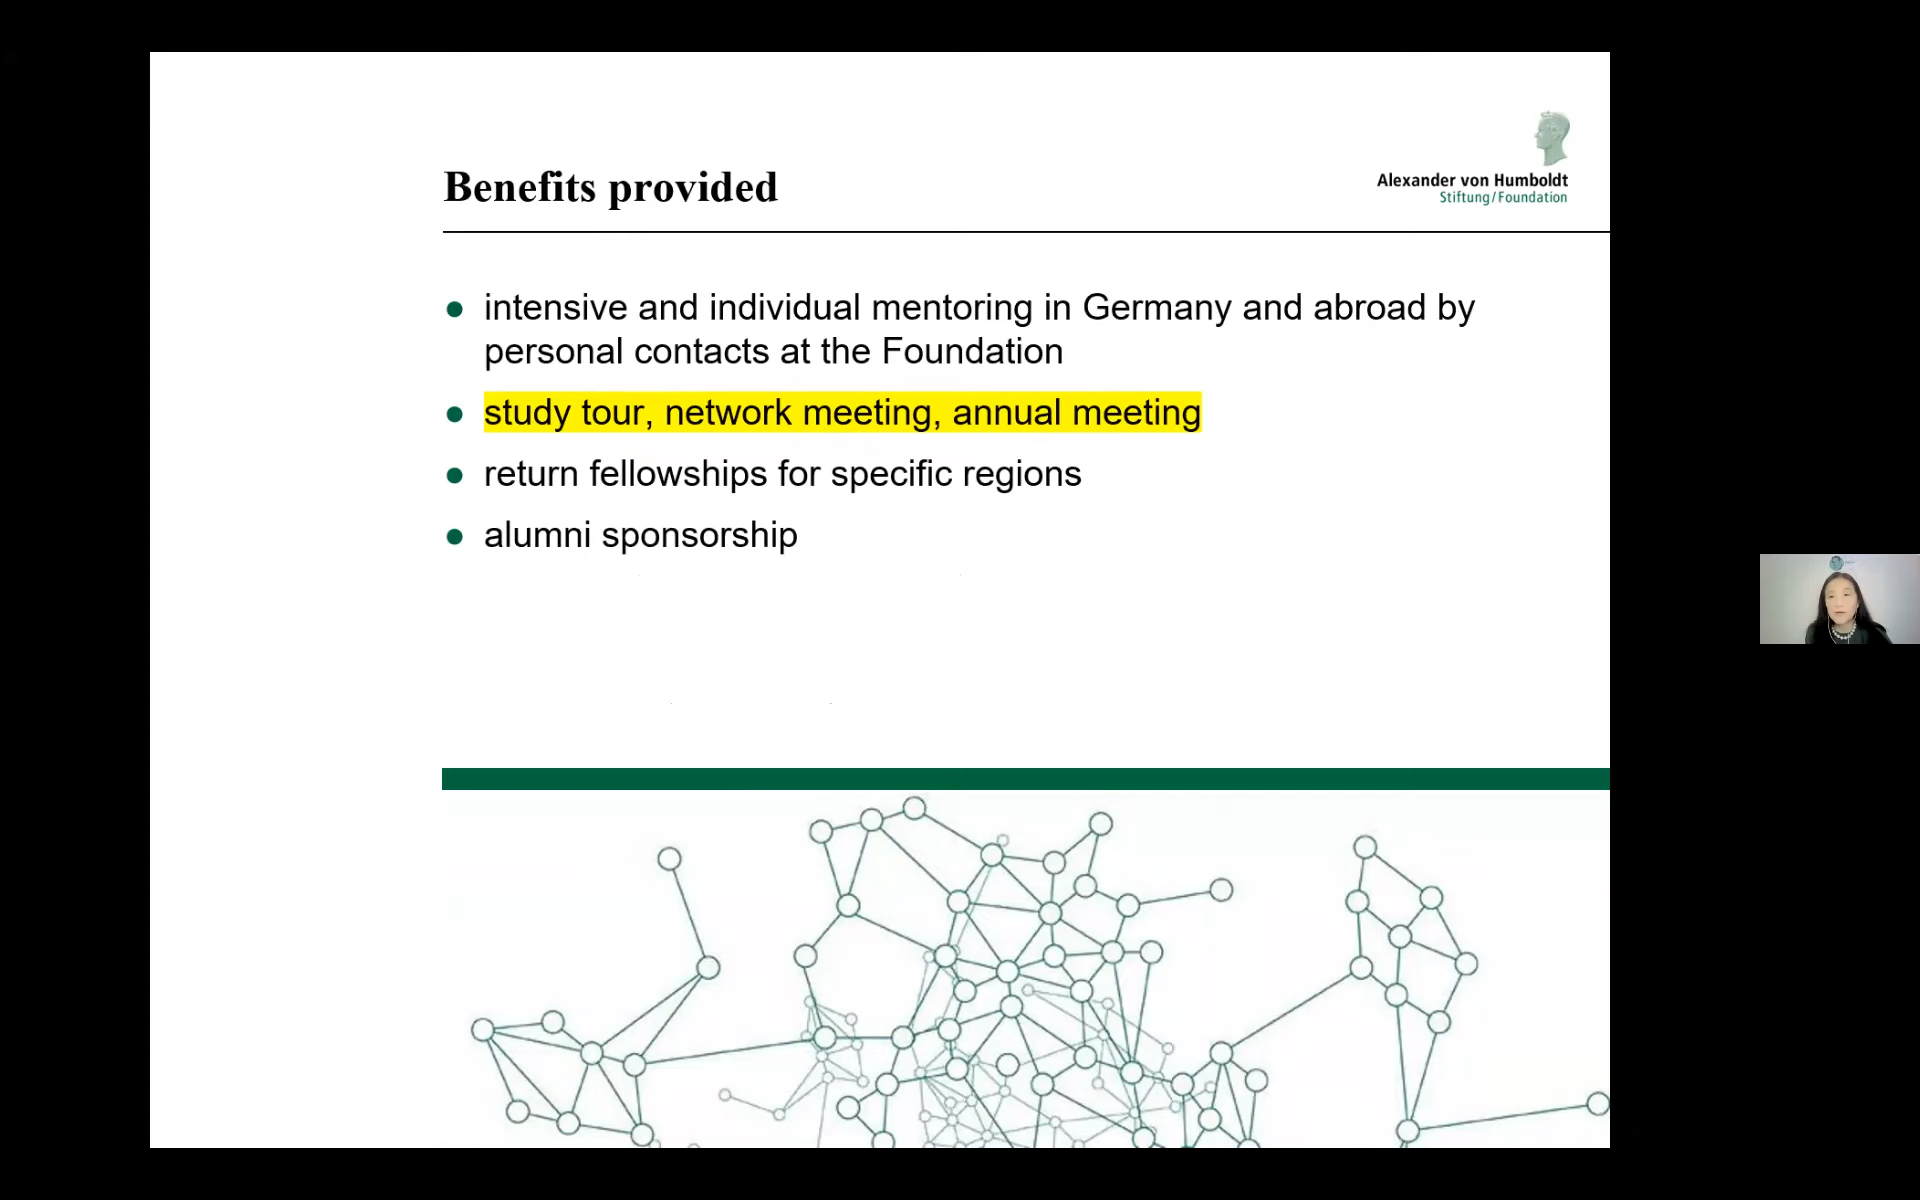 Benefits provided
Alexander von Humboldt
Stiftung/Foundation
intensive and individual mentoring in Germany and abroad by
personal contacts at the Foundation
study tour, network meeting, annual meeting
return fellowships for specific regions
alumni sponsorship